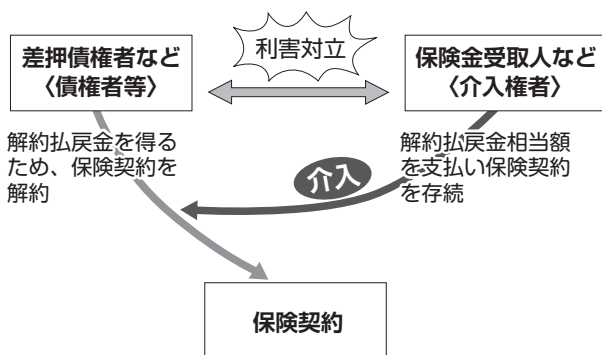 差押債権者など
〈債権者等〉
利害対立
保険金受取人など
〈介入権者〉
解約払戻金を得る
ため、保険契約を
解約
解約払戻金相当額
を支払い保険契約
を存続
介入
保険契約